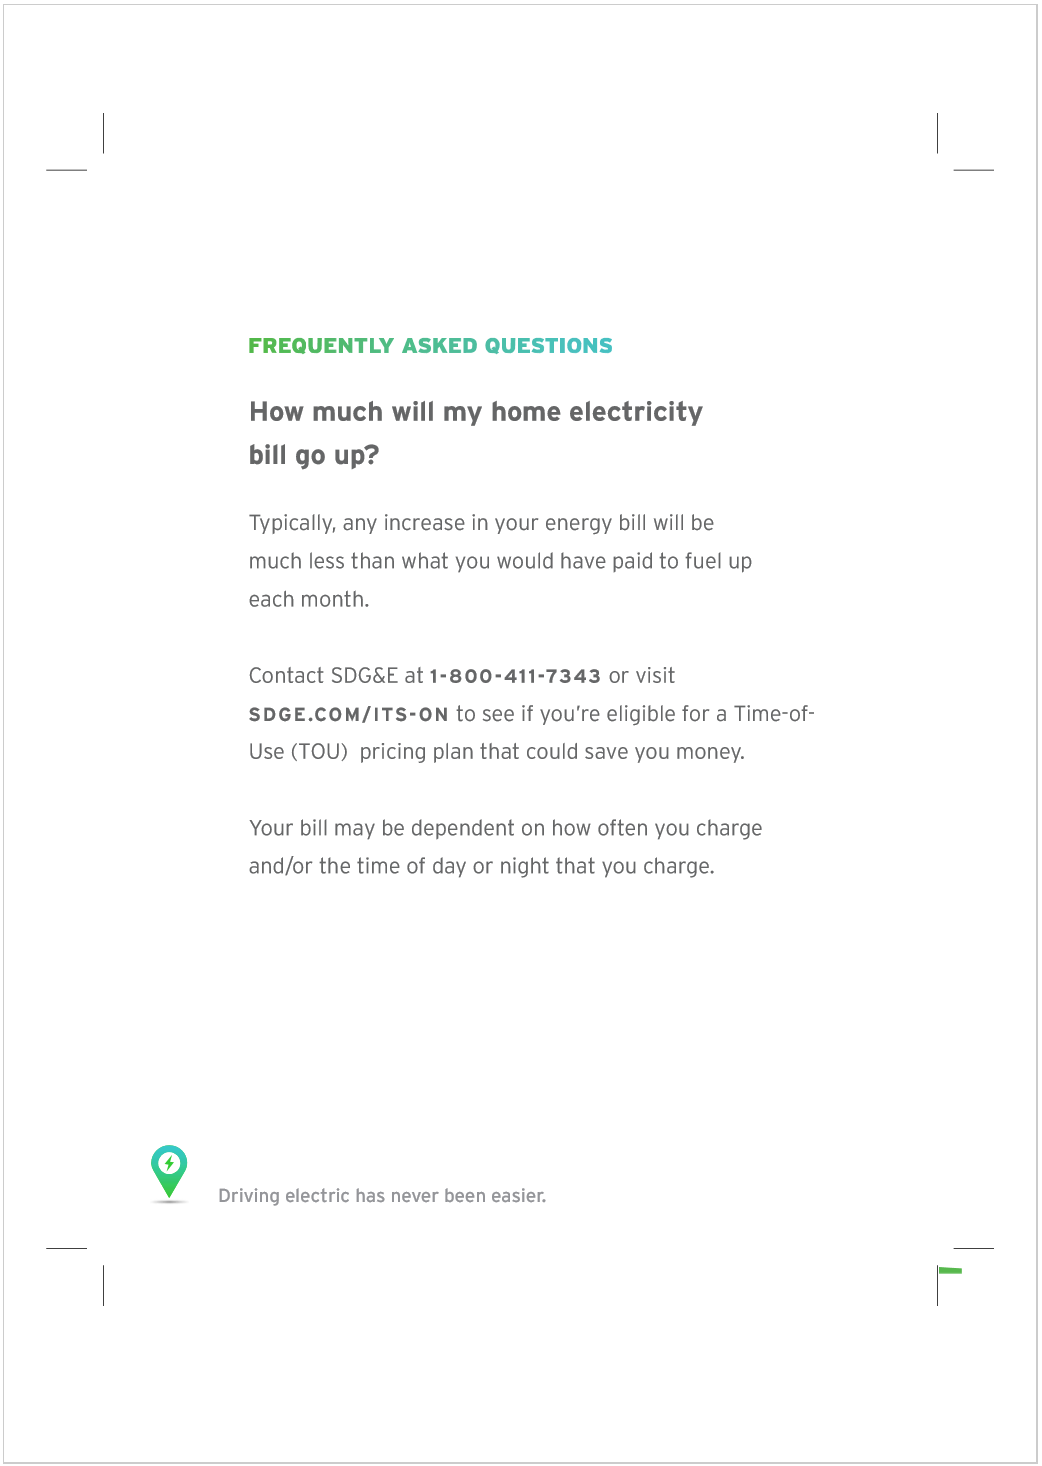 FREQUENTLY ASKED QUESTIONS
How much will my home electricity
bill go up?
Typically, any increase in your energy bill will be
much less than what you would have paid to fuel up
each month.
Contact SDG&E at 1-800-411-7343 or visit
SDGE.COM/ITS-ON to see if you’re eligible for a Time-of-
Use (TOU)  pricing plan that could save you money.
Your bill may be dependent on how often you charge
and/or the time of day or night that you charge.
Driving electric has never been easier.